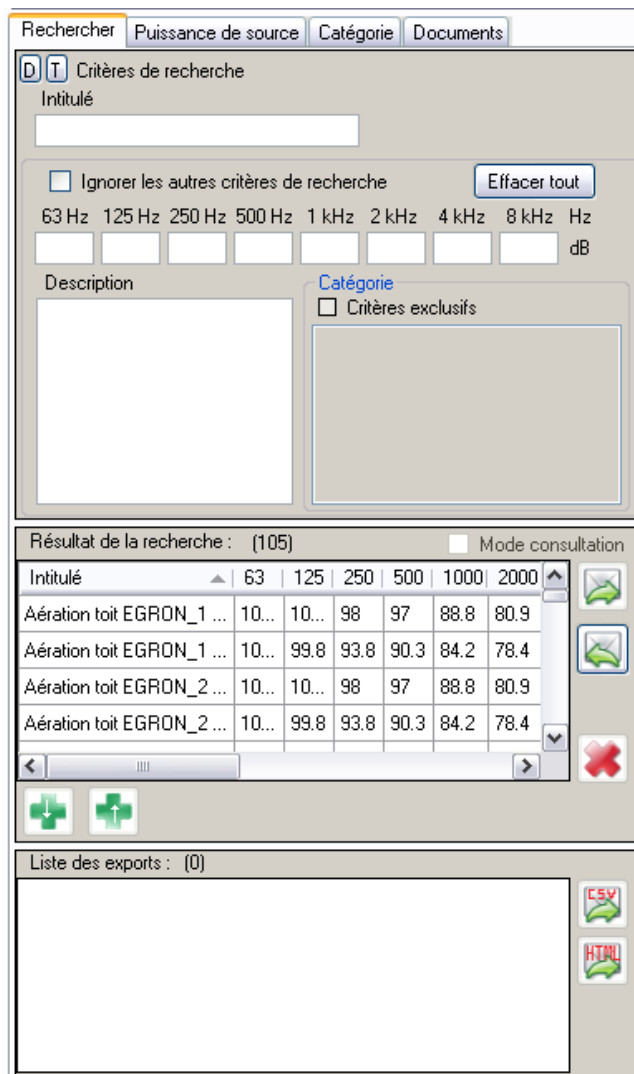 Rechercher Puissance de source Catégorie Documents
D T Critères de recherche
Intitulé
Ignorer les autres critères de recherche Effacer tout
63 Hz 125 Hz 250 Hz 500 Hz 1 kHz 2 kHz 4 kHz 8 kHz Hz
dB
Description Catégorie
Critères exclusifs
Résultat de la recherche : (105) Mode consultation
Intitulé 63 125 250 500 1000 2000
Aération toit EGRON_1 ... 10... 10... 98 97 88.8 80.9
Aération toit EGRON_1 ... 10... 99.8 93.8 90.3 84.2 78.4
Aération toit EGRON_2 ... 10... 10... 98 97 88.8 80.9
Aération toit EGRON_2 ... 10... 99.8 93.8 90.3 84.2 78.4
Liste des exports : (0)
CSV
HTML